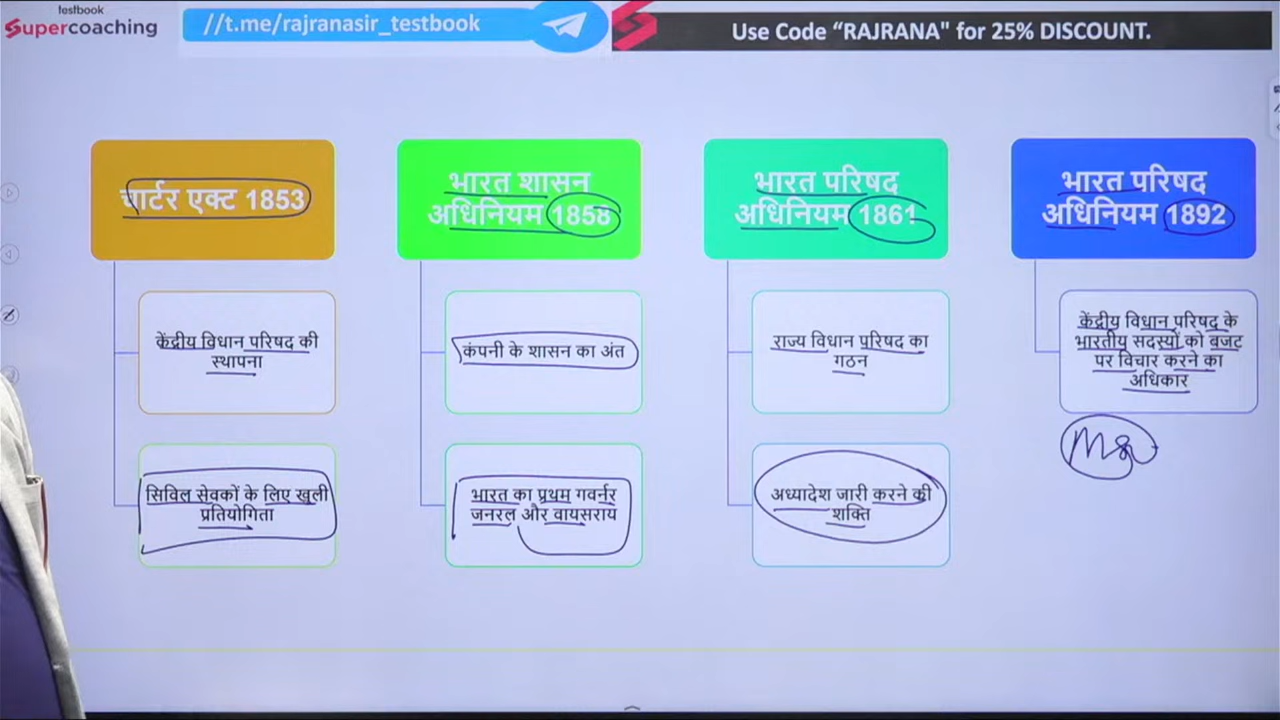 testbook
Supercoaching
//t.me/rajranasir_testbook
Use Code “RAJRANA" for 25% DISCOUNT.
चार्टर एक्ट 1853
केंद्रीय विधान परिषद की
स्थापना
सिविल सेवकों के लिए खुली
प्रतियोगिता
भारत शासन
अधिनियम 1858
कंपनी के शासन का अंत
भारत का प्रथम गवर्नर
जनरल और वायसराय
भारत परिषद
अधिनियम 1861
राज्य विधान परिषद का
गठन
अध्यादेश जारी करने की
शक्ति
भारत परिषद
अधिनियम 1892
केंद्रीय विधान परिषद के
भारतीय सदस्यों को बजट
पर विचार करने का
अधिकार